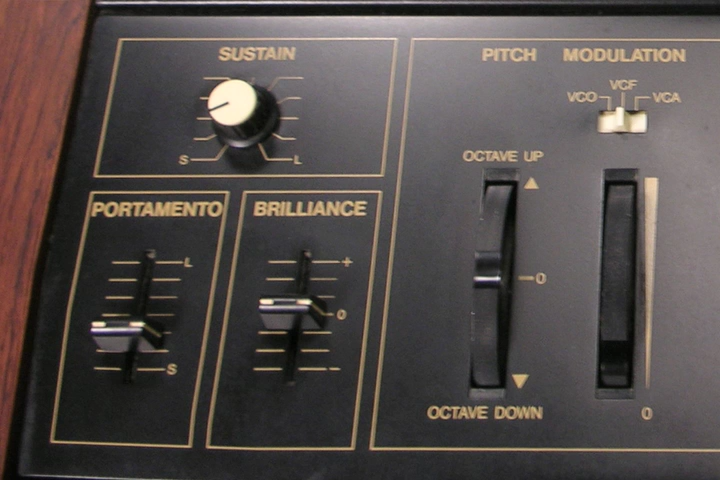 SUSTAIN
S L
PORTAMENTO
L
S
BRILLIANCE
+
0
-
PITCH
OCTAVE UP
0
OCTAVE DOWN
MODULATION
VCO VCF VCA
0